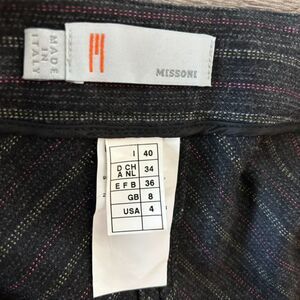 MADE
IN
ITALY
MISSONI
I 40
D CH
A NL 34
E F B 36
GB 8
USA 4